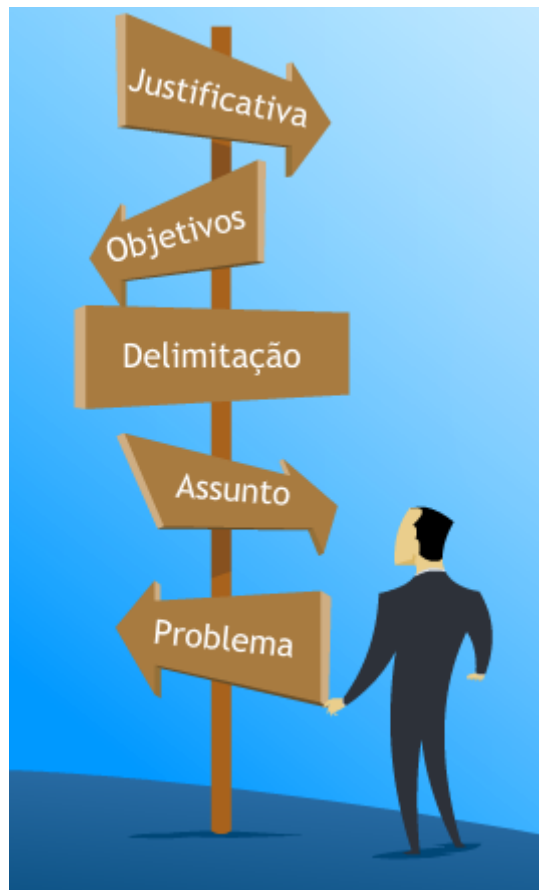 Justificativa
Objetivos
Delimitação
Assunto
Problema